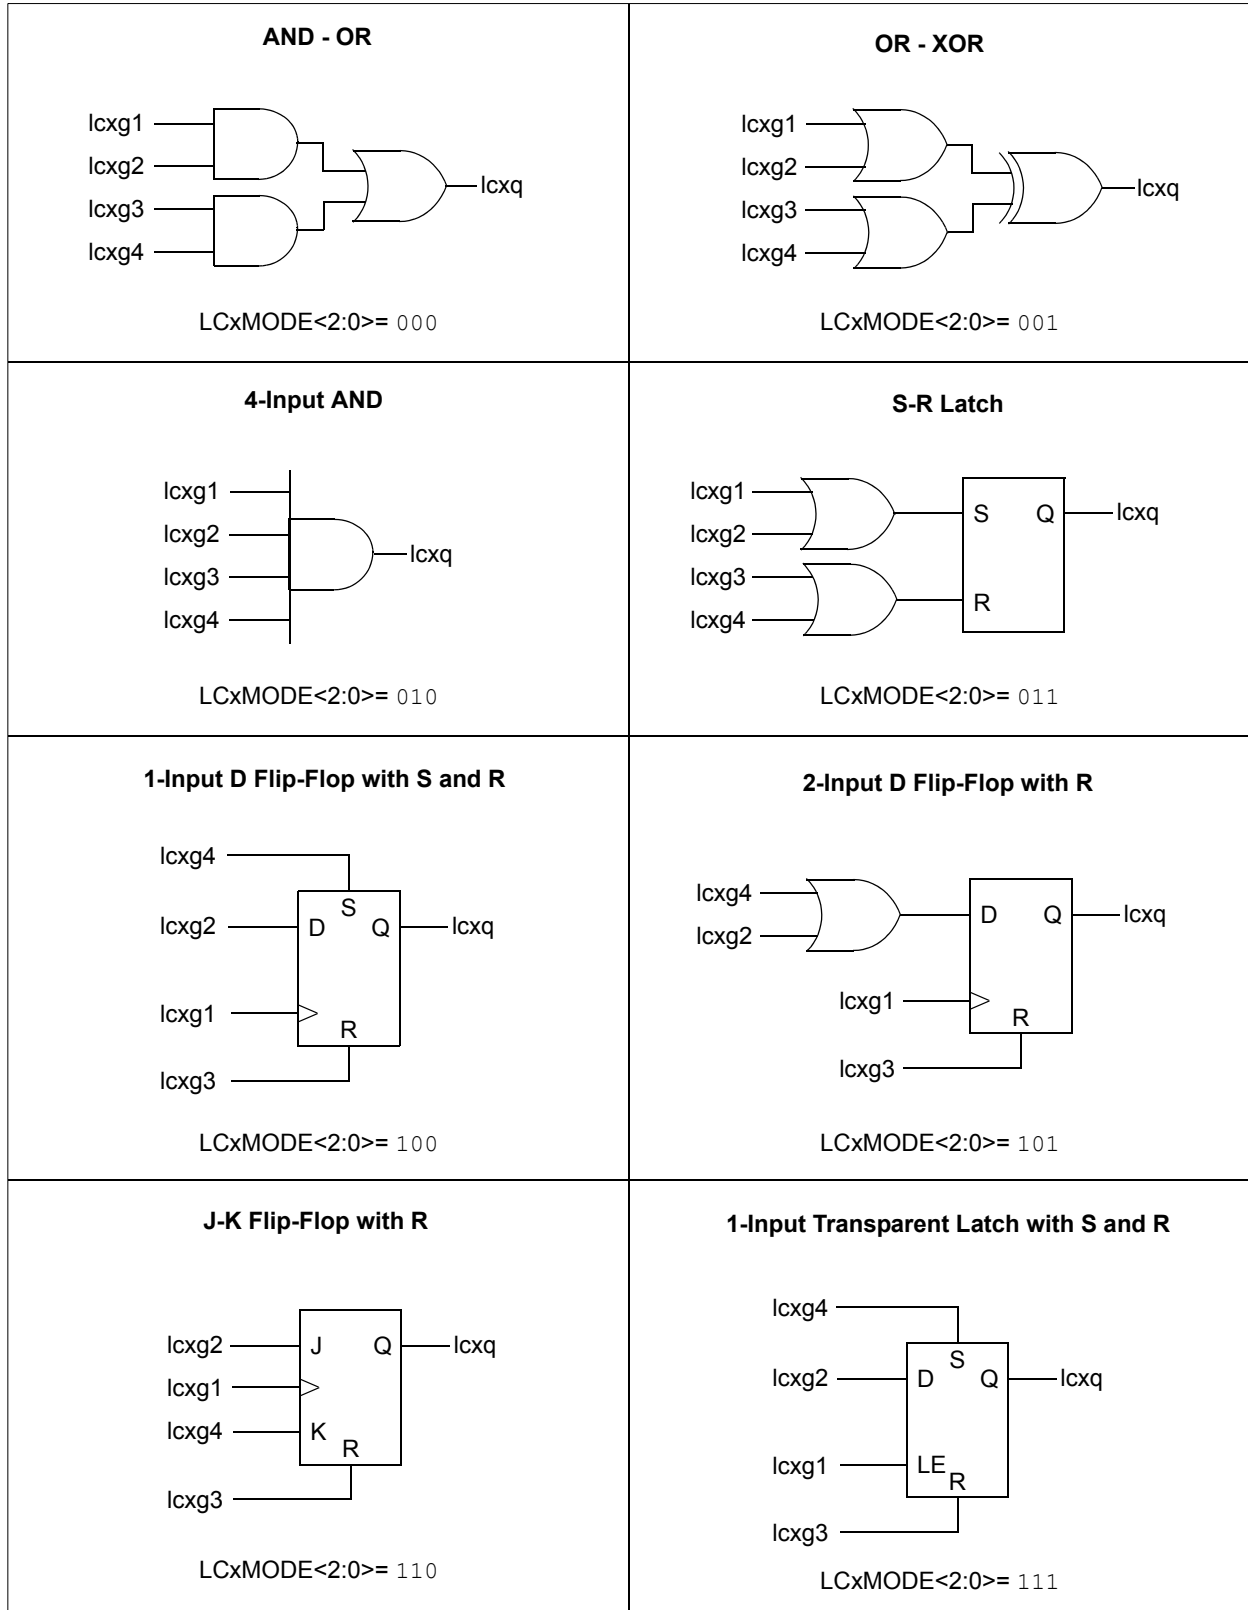 AND - OR
lcxg1
lcxg2
lcxg3
lcxg4
lcxq
LCxMODE<2:0>= 000
OR - XOR
lcxg1
lcxg2
lcxg3
lcxg4
lcxq
LCxMODE<2:0>= 001
4-Input AND
lcxg1
lcxg2
lcxg3
lcxg4
lcxq
LCxMODE<2:0>= 010
S-R Latch
lcxg1
lcxg2
lcxg3
lcxg4
S Q
R
lcxq
LCxMODE<2:0>= 011
1-Input D Flip-Flop with S and R
lcxg4
S
lcxg2
D Q
lcxq
lcxg1
R
lcxg3
LCxMODE<2:0>= 100
2-Input D Flip-Flop with R
lcxg4
lcxg2
D Q
lcxq
lcxg1
R
lcxg3
LCxMODE<2:0>= 101
J-K Flip-Flop with R
lcxg2
J Q
lcxq
lcxg1
lcxg4
K
R
lcxg3
LCxMODE<2:0>= 110
1-Input Transparent Latch with S and R
lcxg4
S
lcxg2
D Q
lcxq
lcxg1
LE
R
lcxg3
LCxMODE<2:0>= 111